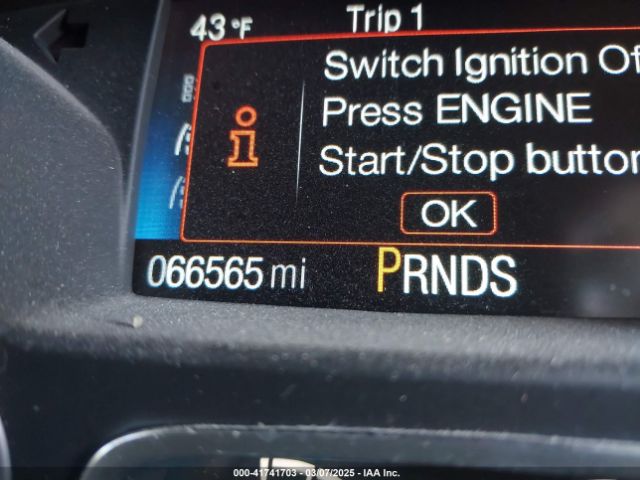 43 °F Trip 1
Switch Ignition Of
Press ENGINE
Start/Stop button
OK
066565 mi PRNDS
000-41741703 - 03/07/2025 - IAA Inc.